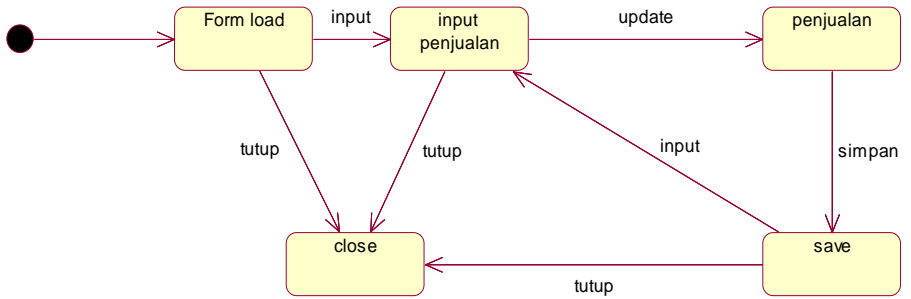 Form load
input
input
penjualan
update
penjualan
tutup
tutup
input
simpan
close
save
tutup